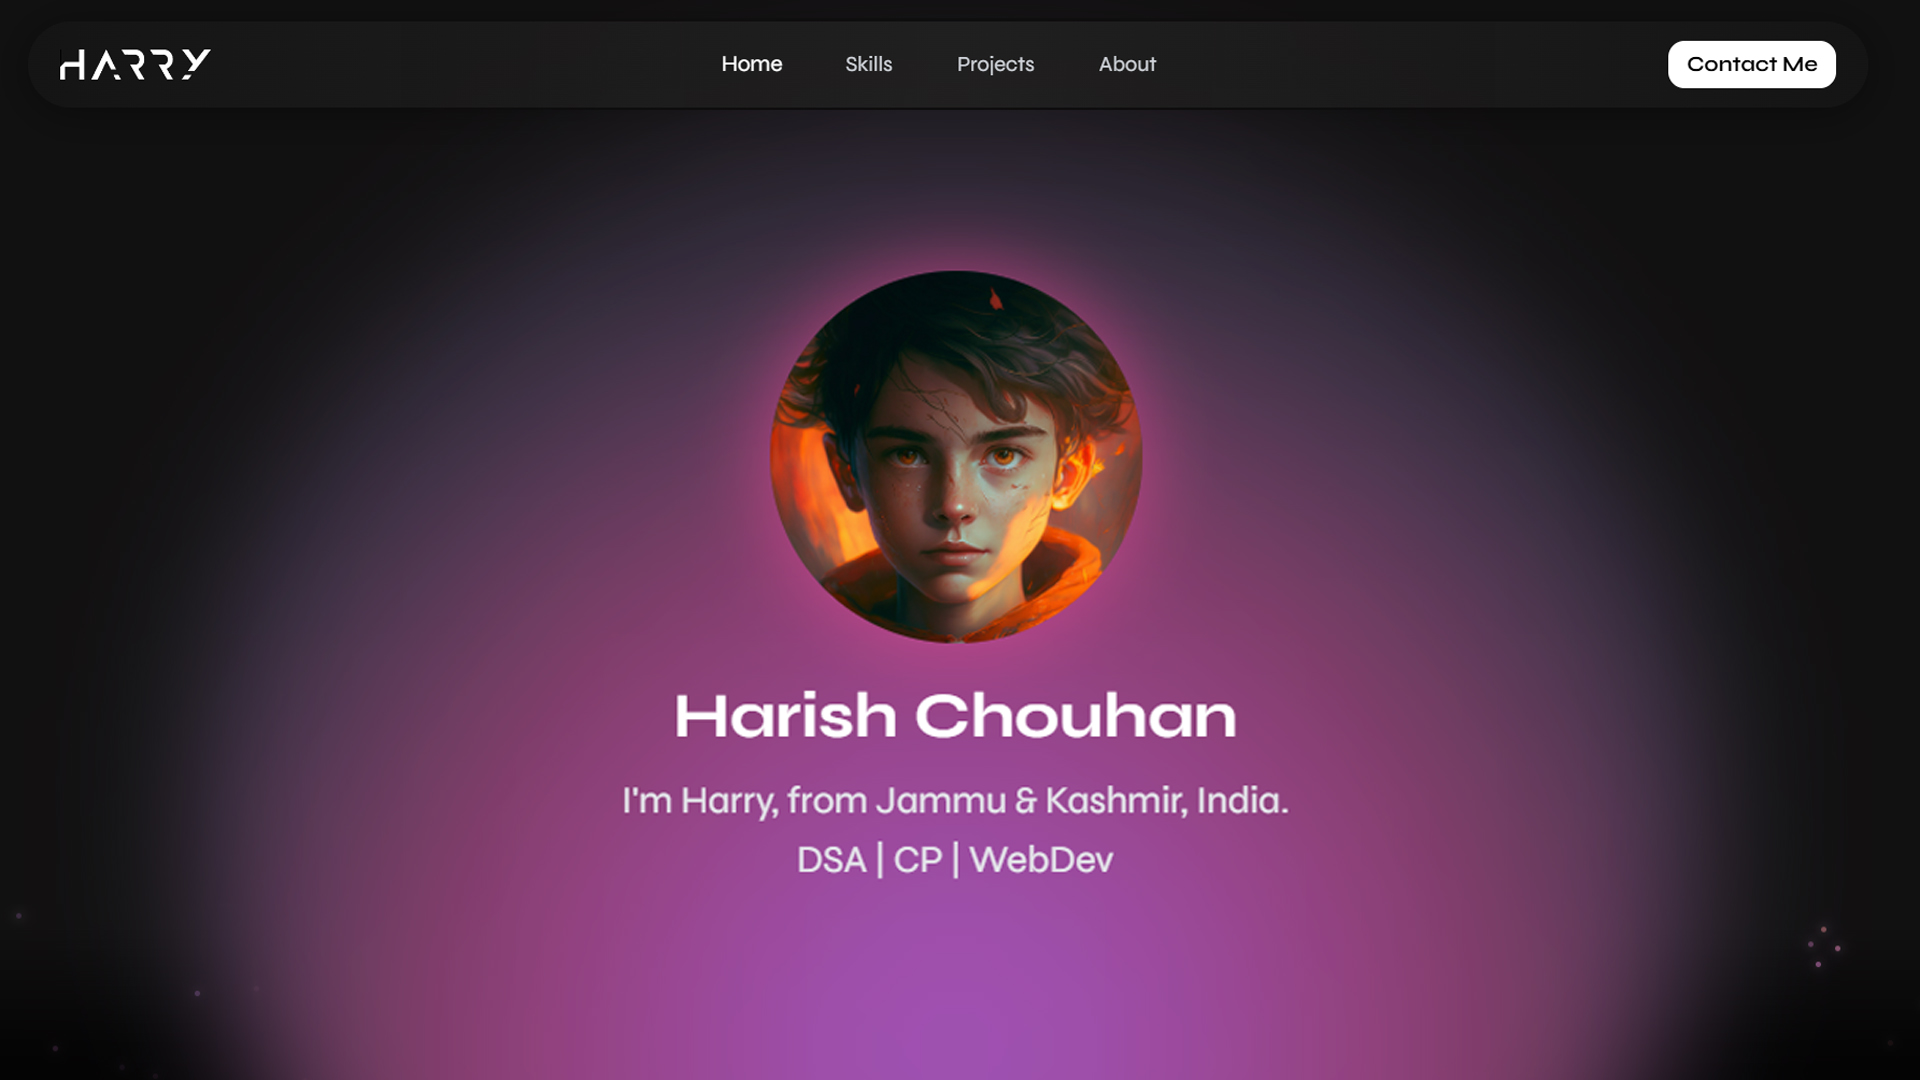 HARRY
Home
Skills
Projects
About
Contact Me
Harish Chouhan
I'm Harry, from Jammu & Kashmir, India.
DSA | CP | WebDev